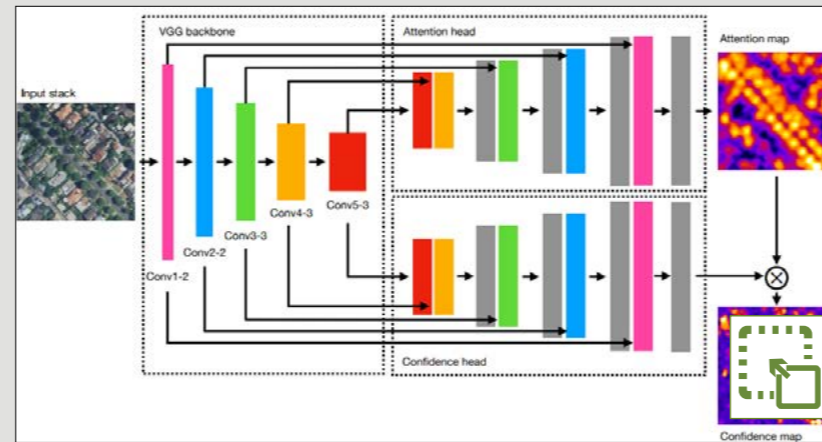 VGG backbone
Attention head
Attention map
Input stack
Conv5-3
Conv4-3
Conv3-3
Conv2-2
Conv1-2
Confidence head
Confidence map